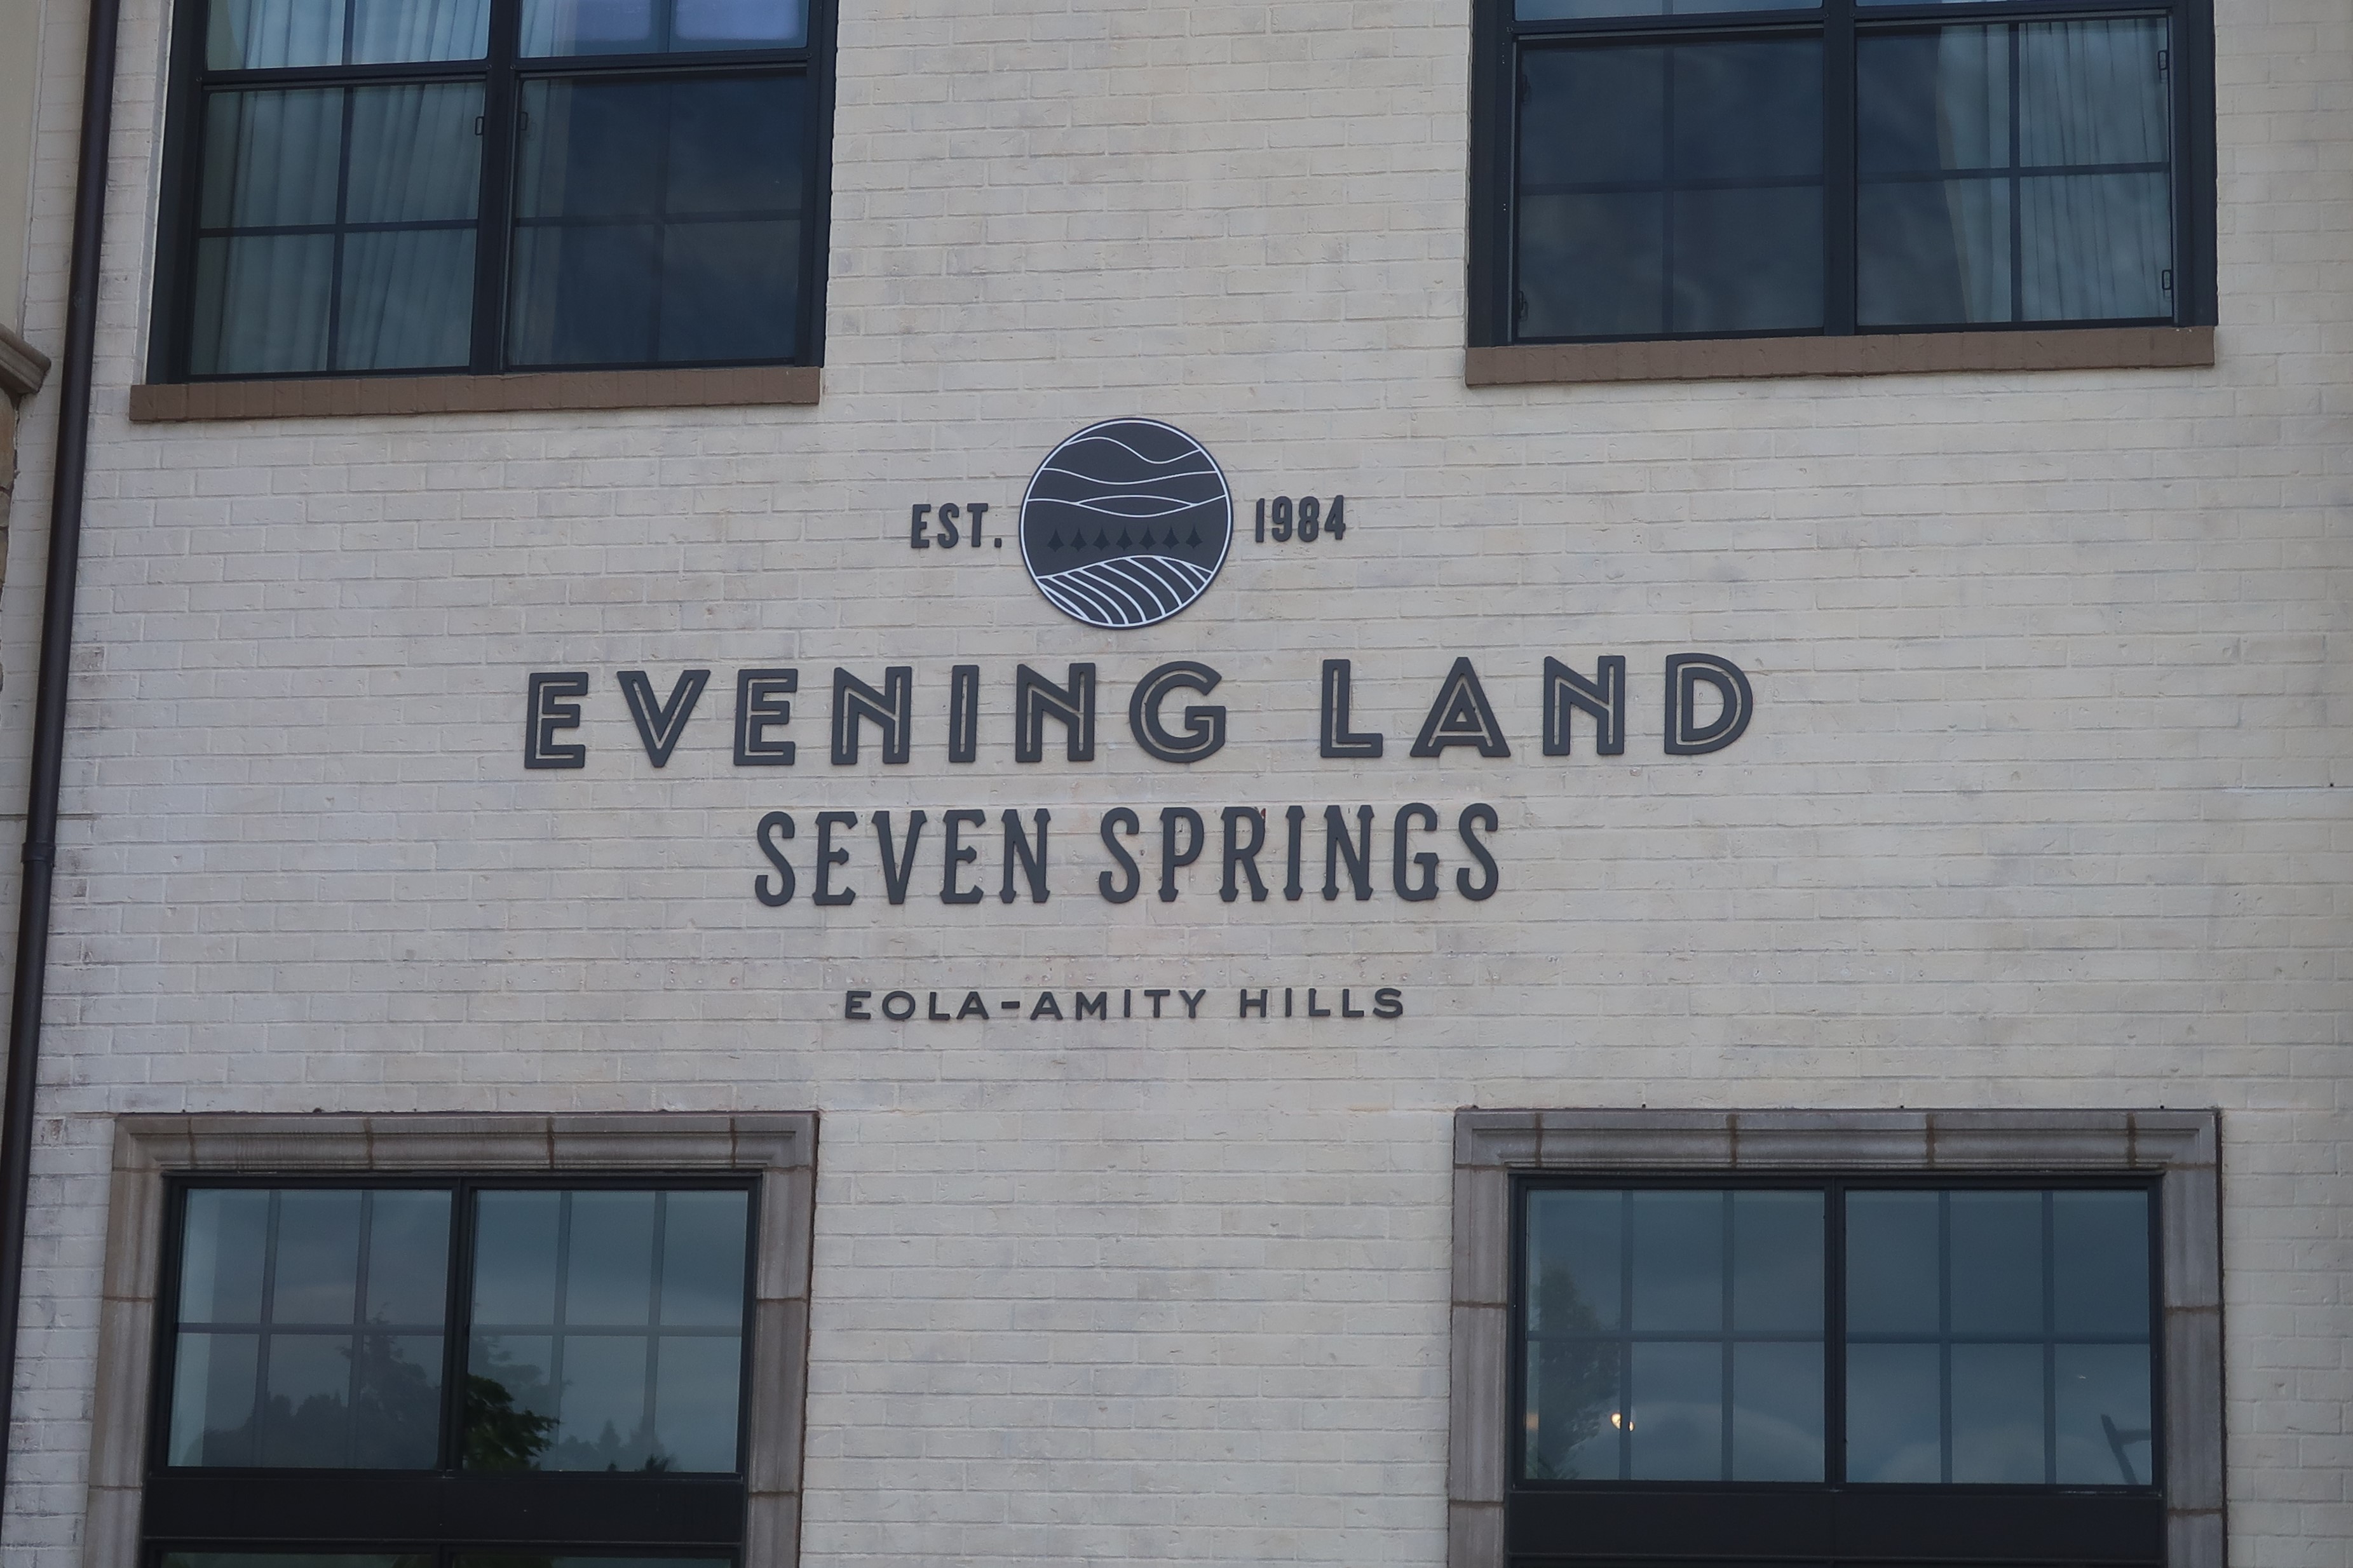 EST. 1984
EVENING LAND
SEVEN SPRINGS
EOLA-AMITY HILLS